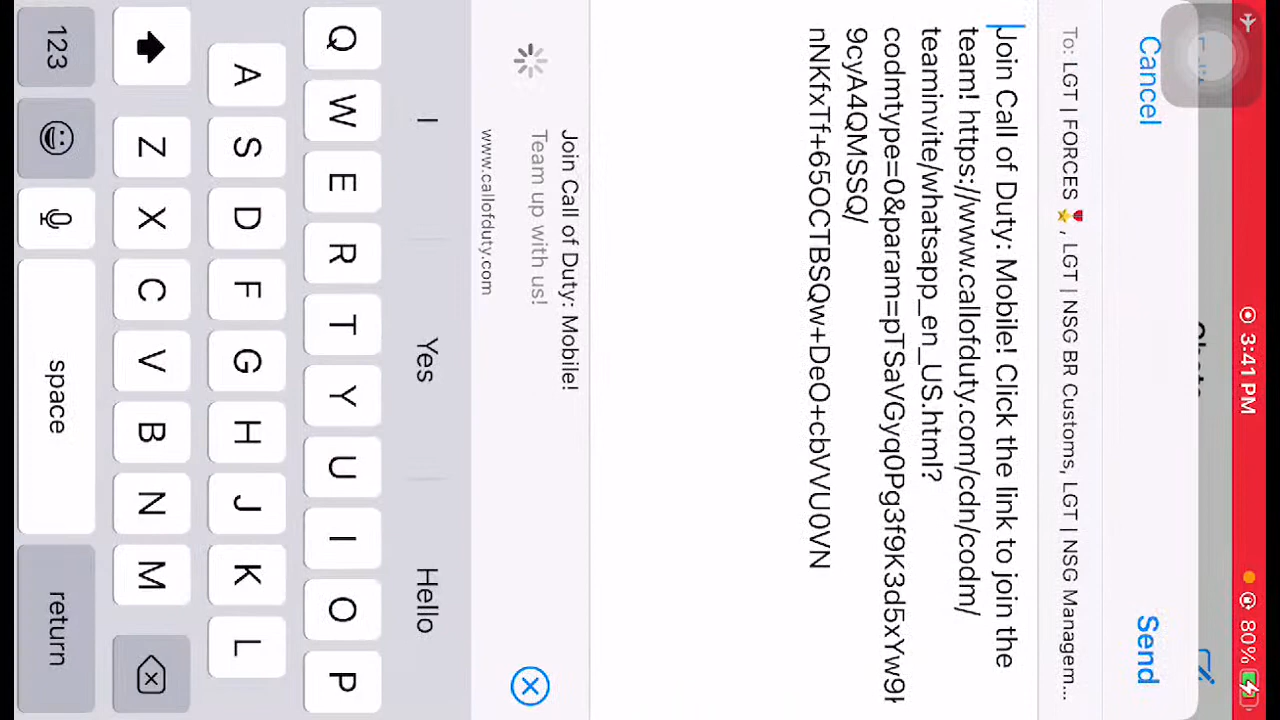 3:41 PM
80%
Cancel
Send
To: LGT | FORCES 🎖️, LGT | NSG BR Customs, LGT | NSG Managem...
Join Call of Duty: Mobile! Click the link to join the
team! https://www.callofduty.com/cdn/codm/
teaminvite/whatsapp_en_US.html?
codmtype=0&param=pTSaVGyq0Pg3f9K3d5xYw9
9cyA4QMSSQ/
nNKfxTf+65OCTBSQw+DeO+cbVVU0VN
Join Call of Duty: Mobile!
Team up with us!
www.callofduty.com
I Yes Hello
Q W E R T Y U I O P
A S D F G H J K L
Z X C V B N M
123 space return